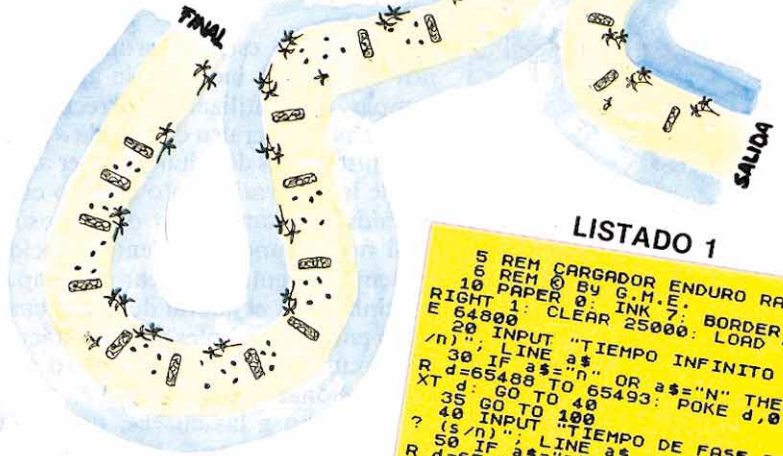 FINAL
SALIDA
LISTADO 1
5 REM CARGADOR ENDURO RA
6 REM © By G.M.E.
10 PAPER 0: INK 7: BORDER
RIGHT 1: CLEAR 25000: LOAD
E 64800
20 INPUT "TIEMPO INFINITO
/n)"; LINE a$
30 IF a$="n" OR a$="N" THE
R d=65488 TO 65493: POKE d,0
XT d: GO TO 40
35 GO TO 100
40 INPUT "TIEMPO DE FASE
? (s/n)"; LINE a$
50 IF a$=